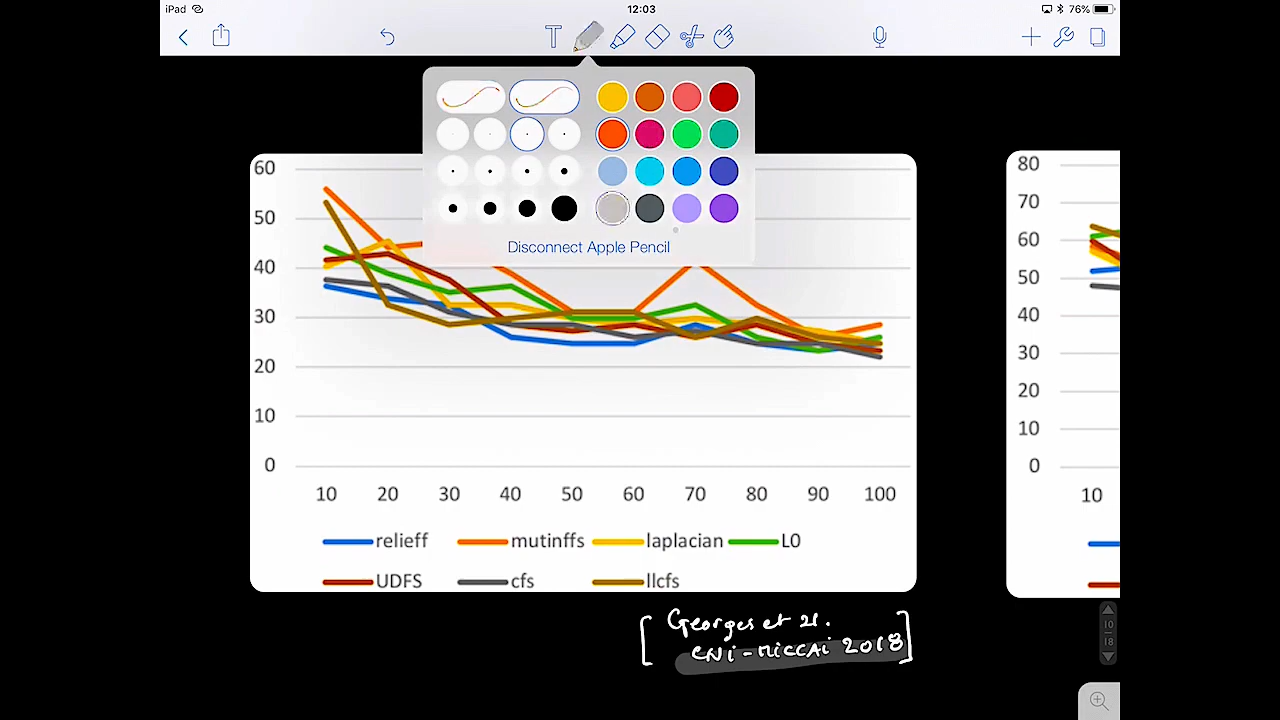 iPad 12:03 76%
T
Disconnect Apple Pencil
60
50
40
30
20
10
0
10 20 30 40 50 60 70 80 90 100
relieff mutinffs laplacian L0
UDFS cfs llcfs
80
70
60
50
40
30
20
10
0
10
[ Georges et al.
CNI-MICCAI 2018 ]
10
18